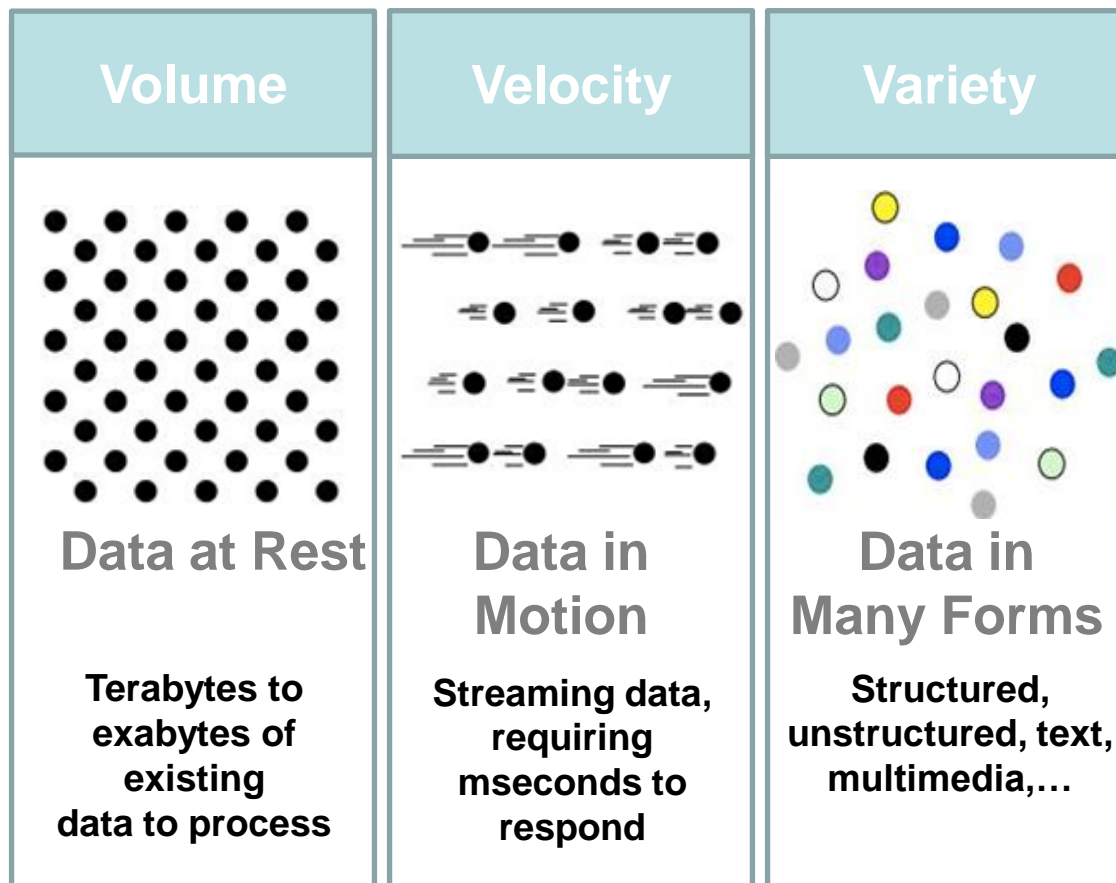 Volume
Data at Rest
Terabytes to
exabytes of
existing
data to process
Velocity
Data in
Motion
Streaming data,
requiring
mseconds to
respond
Variety
Data in
Many Forms
Structured,
unstructured, text,
multimedia,…